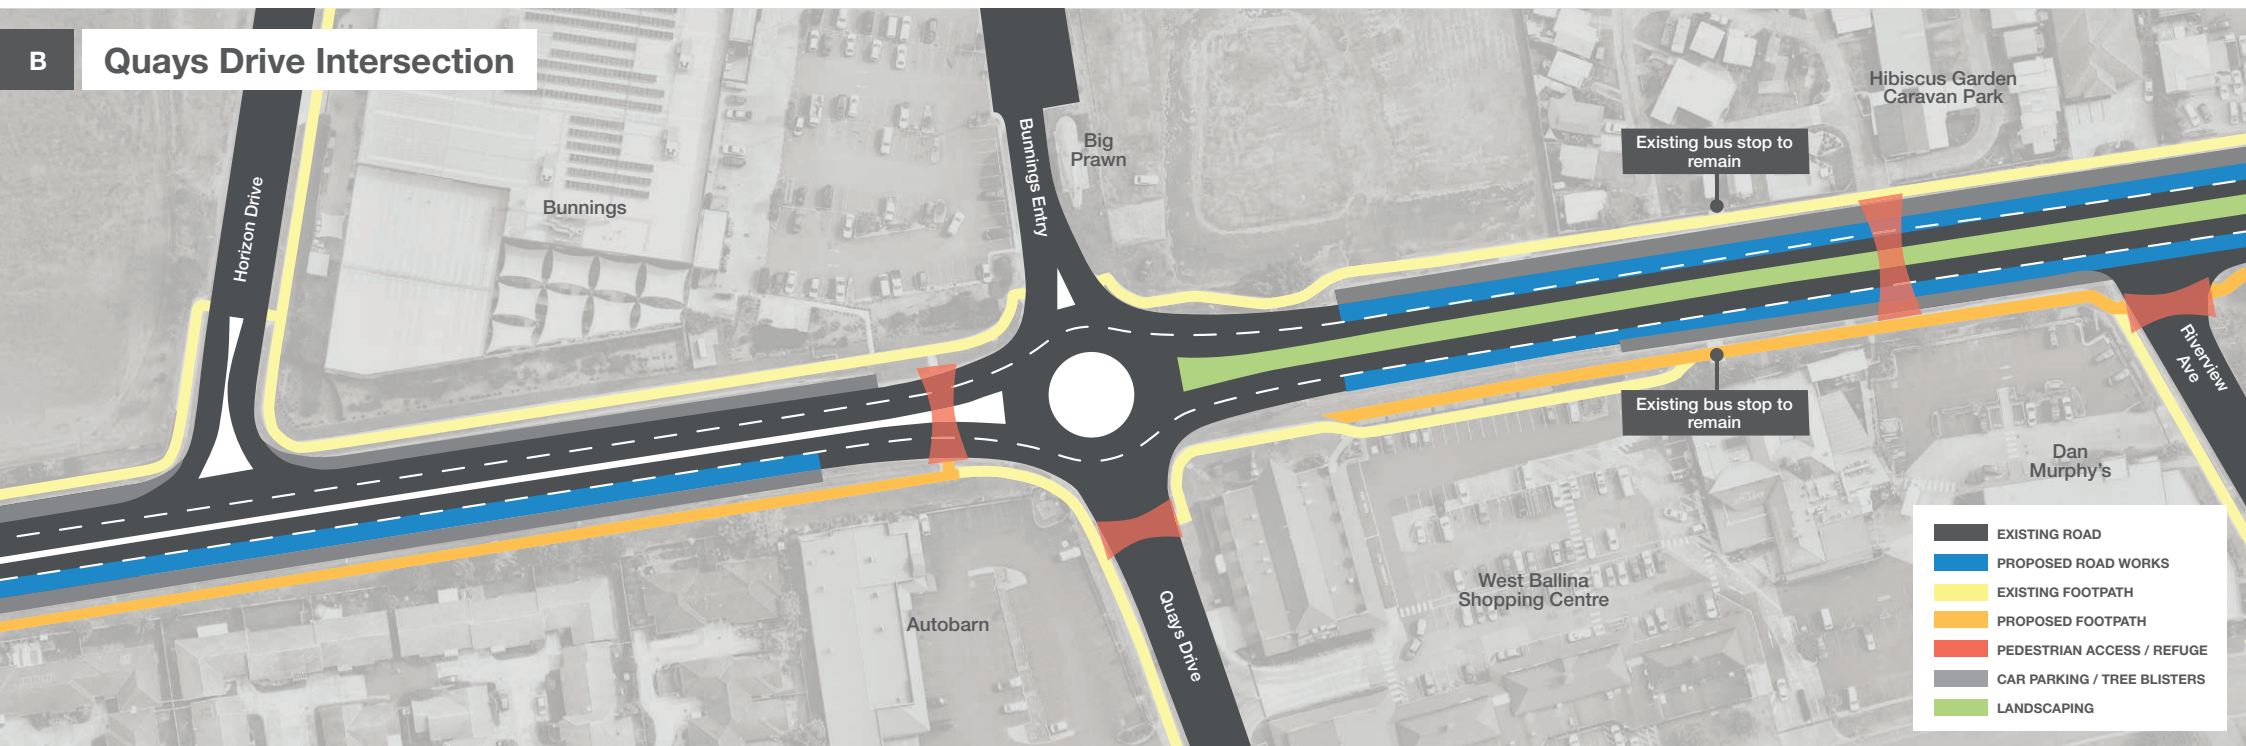 B
Quays Drive Intersection
Horizon Drive
Bunnings
Bunnings Entry
Big
Prawn
Existing bus stop to
remain
Hibiscus Garden
Caravan Park
Existing bus stop to
remain
Riverview
Ave
Dan
Murphy's
West Ballina
Shopping Centre
Autobarn
Quays Drive
EXISTING ROAD
PROPOSED ROAD WORKS
EXISTING FOOTPATH
PROPOSED FOOTPATH
PEDESTRIAN ACCESS / REFUGE
CAR PARKING / TREE BLISTERS
LANDSCAPING